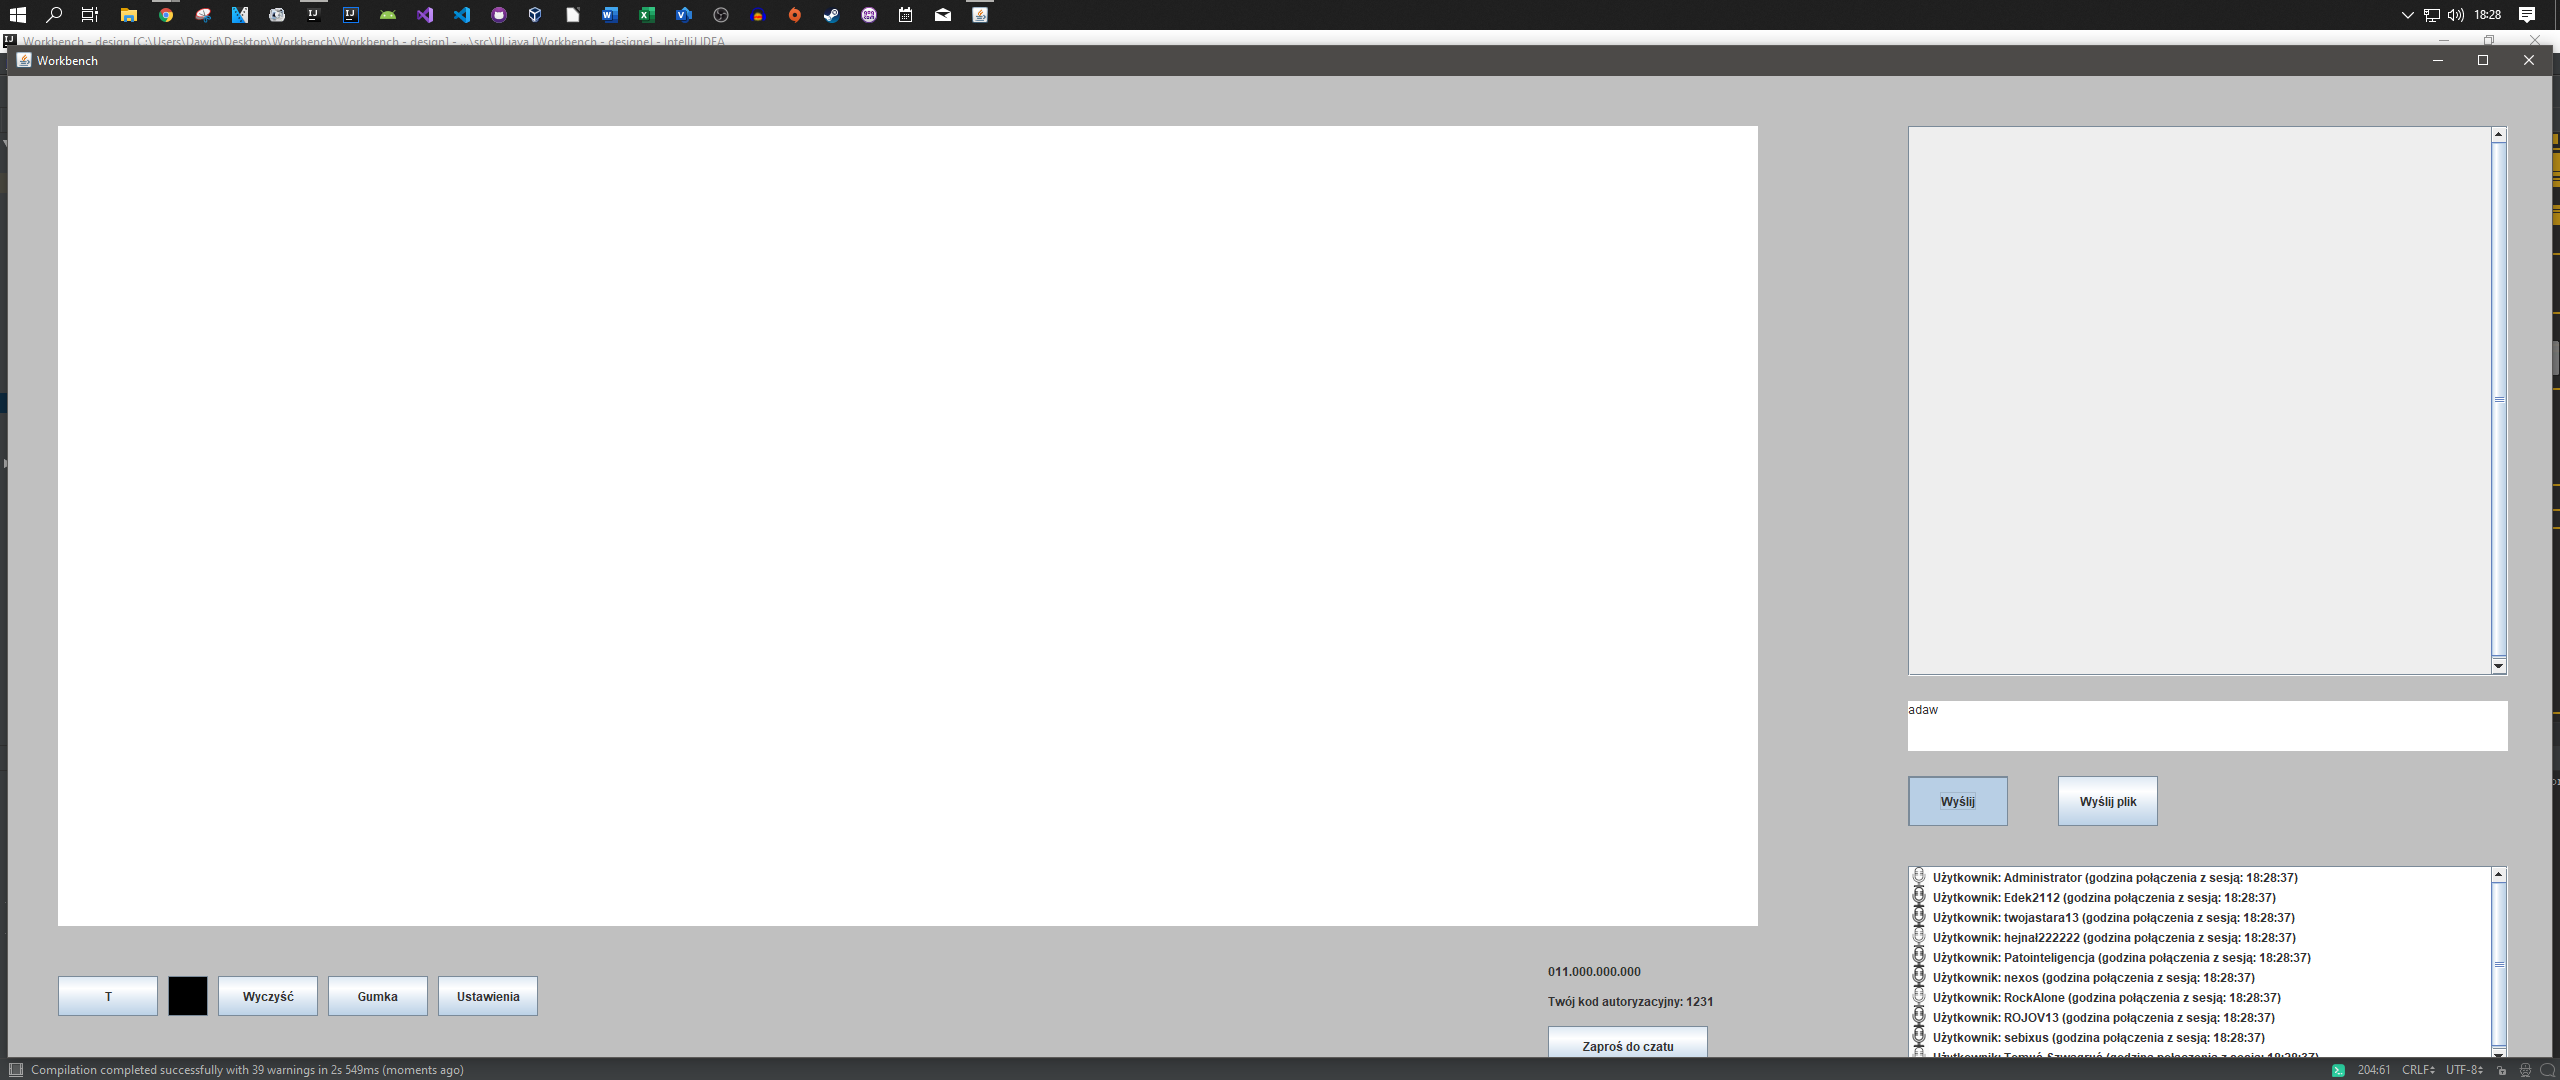 18:28
Workbench - design [C:\Users\Dawid\Desktop\Workbench\Workbench - design] - ...\src\UI.java [Workbench - designe] - IntelliJ IDEA
Workbench
adaw
Wyślij
Wyślij plik
Użytkownik: Administrator (godzina połączenia z sesją: 18:28:37)
Użytkownik: Edek2112 (godzina połączenia z sesją: 18:28:37)
Użytkownik: twojastara13 (godzina połączenia z sesją: 18:28:37)
Użytkownik: hejnał222222 (godzina połączenia z sesją: 18:28:37)
Użytkownik: Patointeligencja (godzina połączenia z sesją: 18:28:37)
Użytkownik: nexos (godzina połączenia z sesją: 18:28:37)
Użytkownik: RockAlone (godzina połączenia z sesją: 18:28:37)
Użytkownik: ROJOV13 (godzina połączenia z sesją: 18:28:37)
Użytkownik: sebixus (godzina połączenia z sesją: 18:28:37)
T
Wyczyść
Gumka
Ustawienia
011.000.000.000
Twój kod autoryzacyjny: 1231
Zaproś do czatu
Compilation completed successfully with 39 warnings in 2s 549ms (moments ago)
204:61 CRLF UTF-8